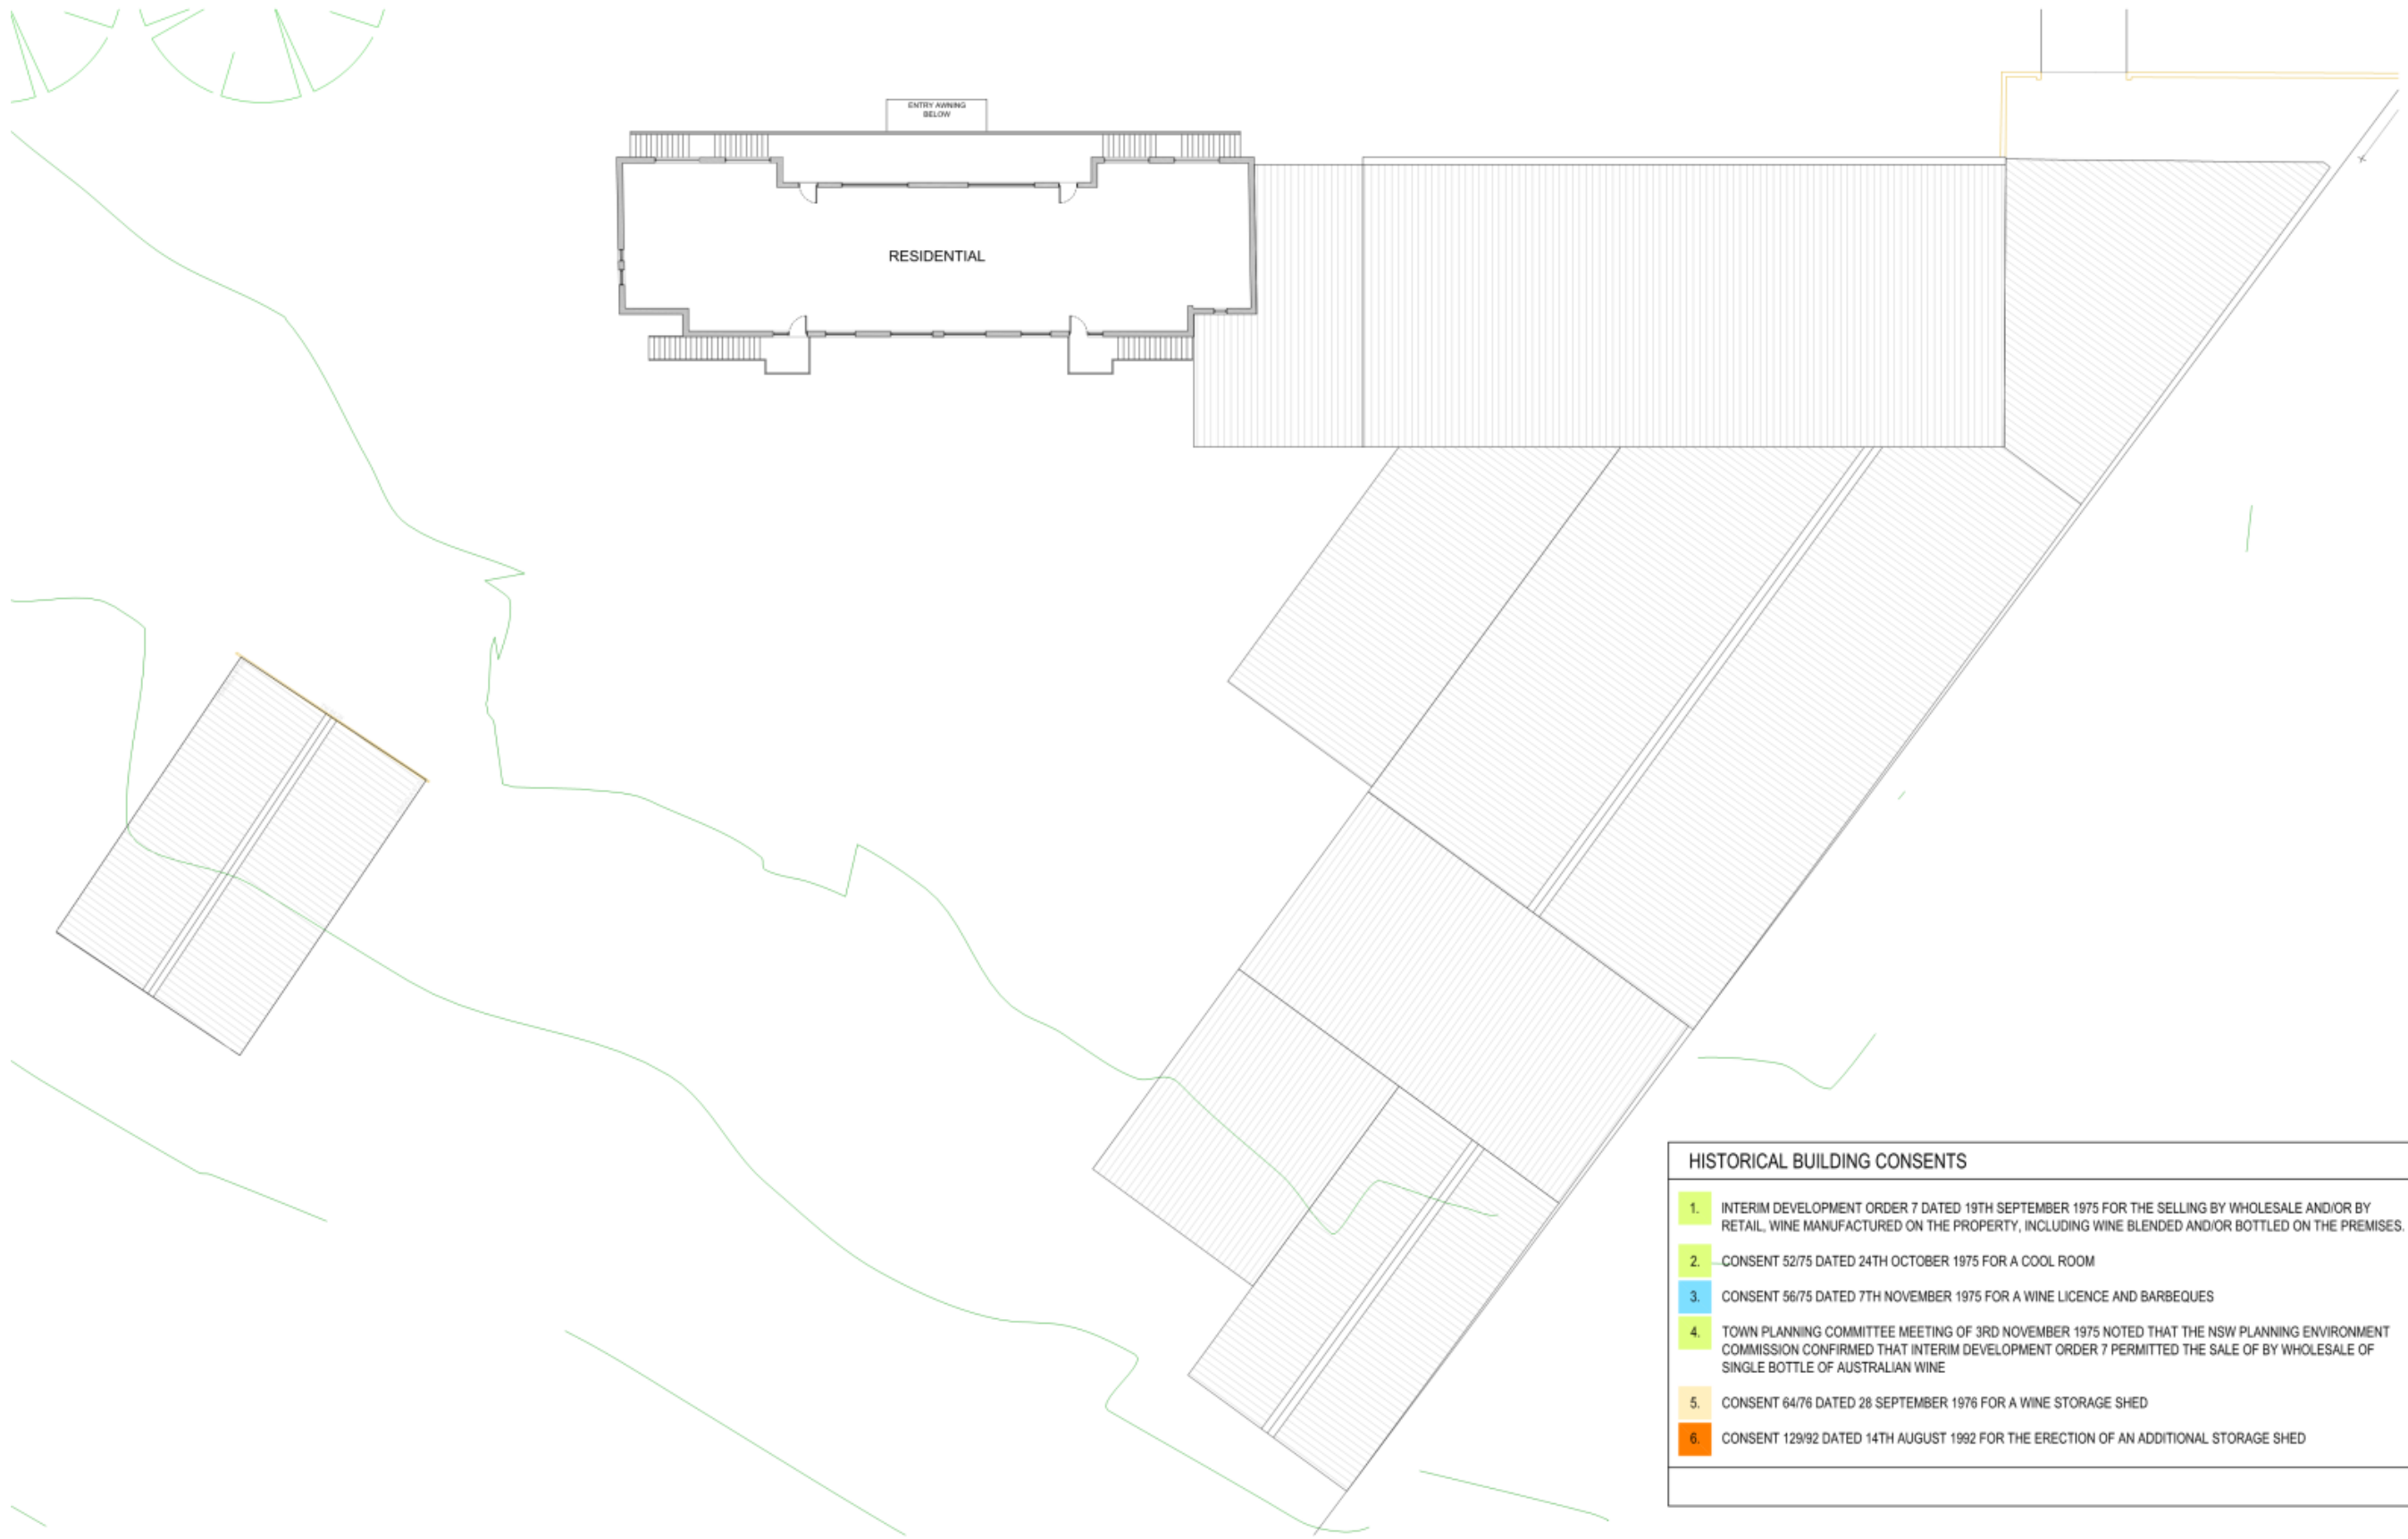 ENTRY AWNING
BELOW
RESIDENTIAL
HISTORICAL BUILDING CONSENTS
1. INTERIM DEVELOPMENT ORDER 7 DATED 19TH SEPTEMBER 1975 FOR THE SELLING BY WHOLESALE AND/OR BY
RETAIL, WINE MANUFACTURED ON THE PROPERTY, INCLUDING WINE BLENDED AND/OR BOTTLED ON THE PREMISES.
2. CONSENT 52/75 DATED 24TH OCTOBER 1975 FOR A COOL ROOM
3. CONSENT 56/75 DATED 7TH NOVEMBER 1975 FOR A WINE LICENCE AND BARBEQUES
4. TOWN PLANNING COMMITTEE MEETING OF 3RD NOVEMBER 1975 NOTED THAT THE NSW PLANNING ENVIRONMENT
COMMISSION CONFIRMED THAT INTERIM DEVELOPMENT ORDER 7 PERMITTED THE SALE OF BY WHOLESALE OF
SINGLE BOTTLE OF AUSTRALIAN WINE
5. CONSENT 64/76 DATED 28 SEPTEMBER 1976 FOR A WINE STORAGE SHED
6. CONSENT 129/92 DATED 14TH AUGUST 1992 FOR THE ERECTION OF AN ADDITIONAL STORAGE SHED